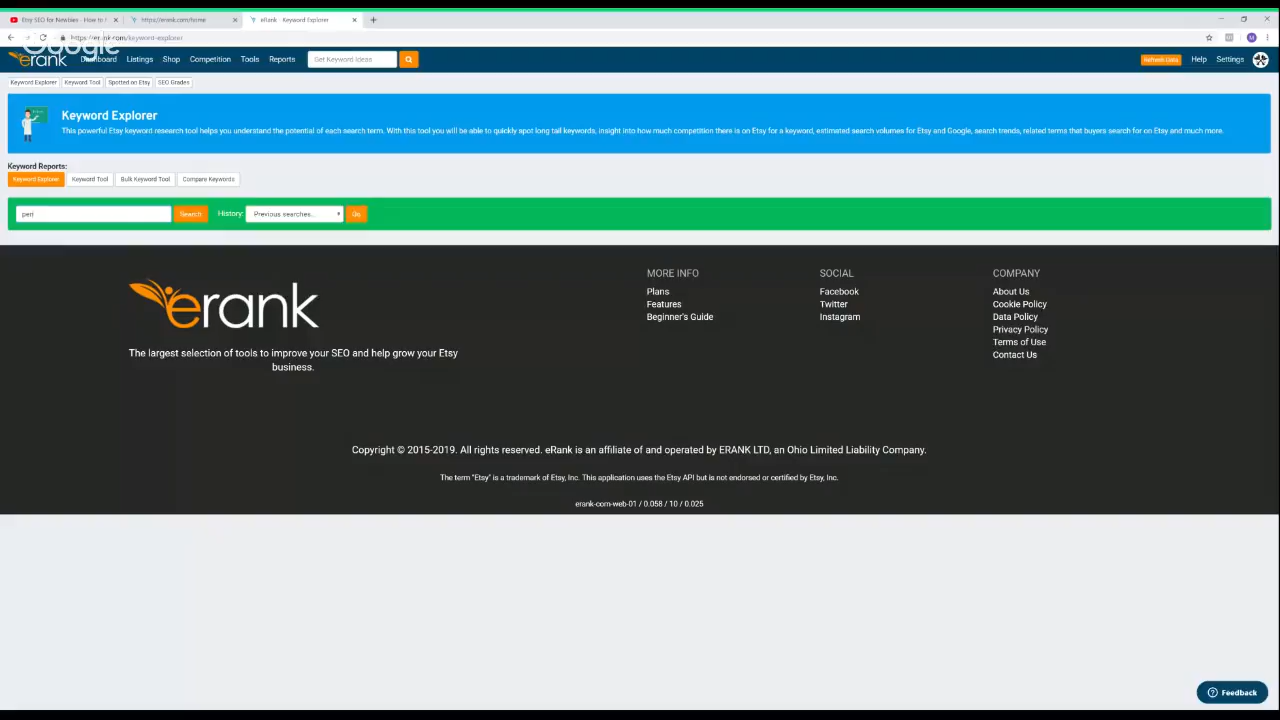 Etsy SEO for Newbies - How to
https://erank.com/home
eRank - Keyword Explorer
https://erank.com/keyword-explorer
Google
erank
Dashboard
Listings
Shop
Competition
Tools
Reports
Get Keyword Ideas
Refresh Data
Help
Settings
Keyword Explorer
Keyword Tool
Spotted on Etsy
SEO Grades
Keyword Explorer
This powerful Etsy keyword research tool helps you understand the potential of each search term. With this tool you will be able to quickly spot long tail keywords, insight into how much competition there is on Etsy for a keyword, estimated search volumes for Etsy and Google, search trends, related terms that buyers search for on Etsy and much more.
Keyword Reports:
Keyword Explorer
Keyword Tool
Bulk Keyword Tool
Compare Keywords
Search
History:
Previous searches...
Go
erank
The largest selection of tools to improve your SEO and help grow your Etsy
business.
MORE INFO
Plans
Features
Beginner's Guide
SOCIAL
Facebook
Twitter
Instagram
COMPANY
About Us
Cookie Policy
Data Policy
Privacy Policy
Terms of Use
Contact Us
Copyright © 2015-2019. All rights reserved. eRank is an affiliate of and operated by ERANK LTD, an Ohio Limited Liability Company.
The term "Etsy" is a trademark of Etsy, Inc. This application uses the Etsy API but is not endorsed or certified by Etsy, Inc.
erank-com-web-01 / 0.058 / 10 / 0.025
Feedback